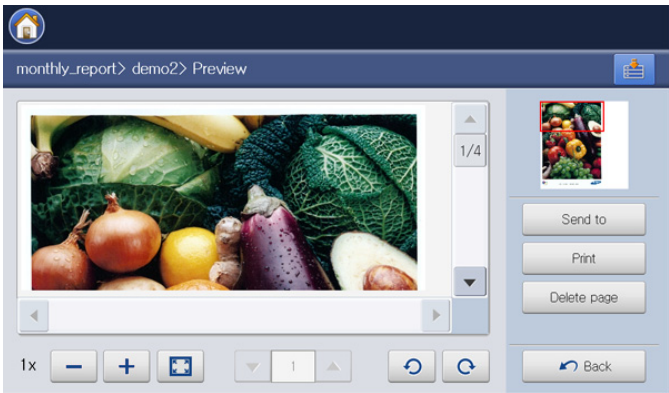 monthly_report> demo2> Preview
1/4
Send to
Print
Delete page
1x
1
Back